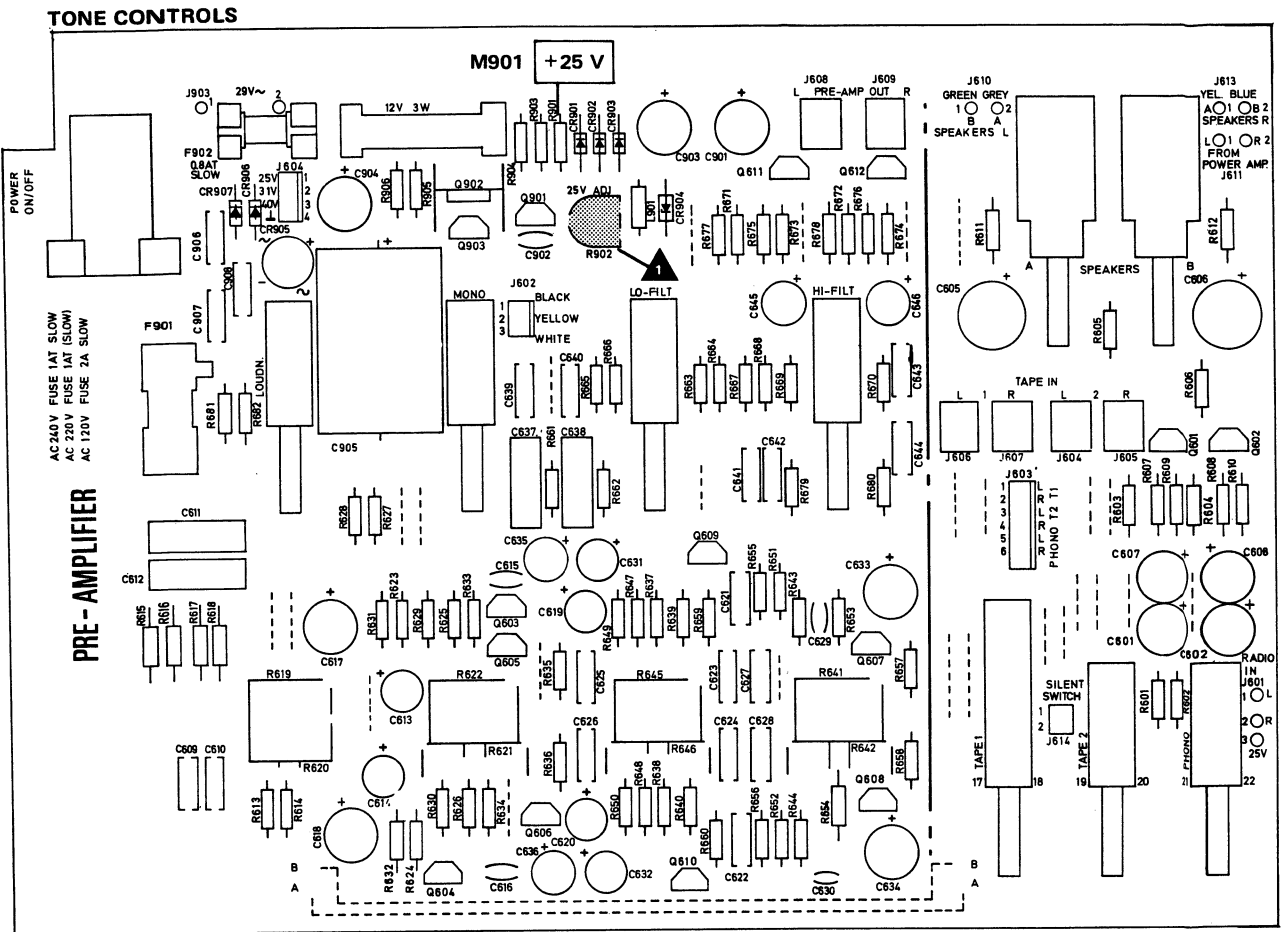 TONE CONTROLS
M901 +25 V
J903 1 29V~ 2
12V 3W
R903 R901 CR901 CR902 CR903
R904
C903 C901
J608 J609
L PRE-AMP OUT R
J610
GREEN GREY
1 2
B A
SPEAKERS L
J613
YEL. BLUE
A 1 B 2
SPEAKERS R
L 1 R 2
FROM
POWER AMP.
J611
POWER
ON/OFF
F902
0.8AT
SLOW
CR907 CR906
J604
25V 1
31V 2
40V 3
4
CR905
C904
R906 R905
Q902
Q903
Q901
C902
25V ADJ
R902
L901 CR904
1
Q611 Q612
R677 R671 R675 R673
R678 R672 R676 R674
R611
R612
A SPEAKERS B
C906
C908
C907
~
+
-
~
J602
1 BLACK
2 YELLOW
3 WHITE
MONO
LO-FILT
HI-FILT
C645 C646
C605
C606
R605
R606
F901
AC 240V FUSE 1AT SLOW
AC 220V FUSE 1AT (SLOW)
AC 120V FUSE 2A SLOW
LOUDN.
R681 R682
C905
C639 C640
R665 R666
R663 R664 R667 R668 R669
R670 C643
TAPE IN
L 1 R L 2 R
J606 J607 J604 J605
Q601 Q602
C637 C638
R661 R662
C641 C642
R679 R680
C644
J603
1 L
2 R
3 L
4 R
5 L
6 R
PHONO T2 T1
R603 R607 R609 R604 R608 R610
PRE-AMPLIFIER
C611
C612
R628 R627
C635 C631
Q609
C633
C607 C608
R615 R616 R617 R618
C617
R631 R623 R629 R625 R633
C615
Q603
Q605
C619
R649 R647 R637 R639 R659
C621
R655 R651 R643
C629
R653
Q607
C601 C602
R619
R620
C613
R622
R621
R635
C625
R645
R646
C623 C627
R641
R642
R657
SILENT
SWITCH
1
2
J614
TAPE 1
17 18
TAPE 2
19 20
R601 R602
PHONO
21 22
RADIO
IN
J601
1 L
2 R
3
25V
C609 C610
R613 R614
C614
C618
C626
R636
C624 C628
R658
R630 R626 R634
Q606
C620
R650 R648 R638 R640
R660
C622
R656 R652 R644
R654
Q608
R632 R624
Q604
C616
C636
C632
Q610
C630
C634
B B
A A